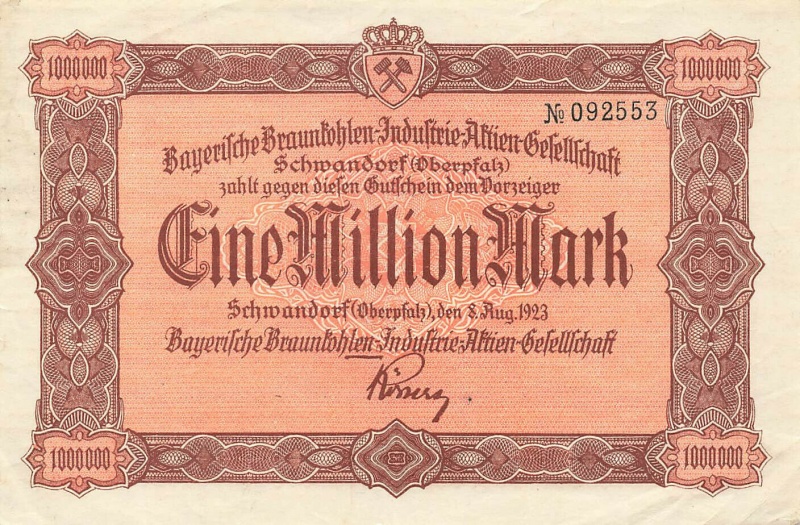 1000000
1000000
№ 092553
Bayerische Braunkohlen-Industrie-Aktien-Gesellschaft
Schwandorf (Oberpfalz)
zahlt gegen diesen Gutschein dem Vorzeiger
Eine Million Mark
Schwandorf (Oberpfalz), den 8. Aug. 1923
Bayerische Braunkohlen-Industrie-Aktien-Gesellschaft
1000000
1000000